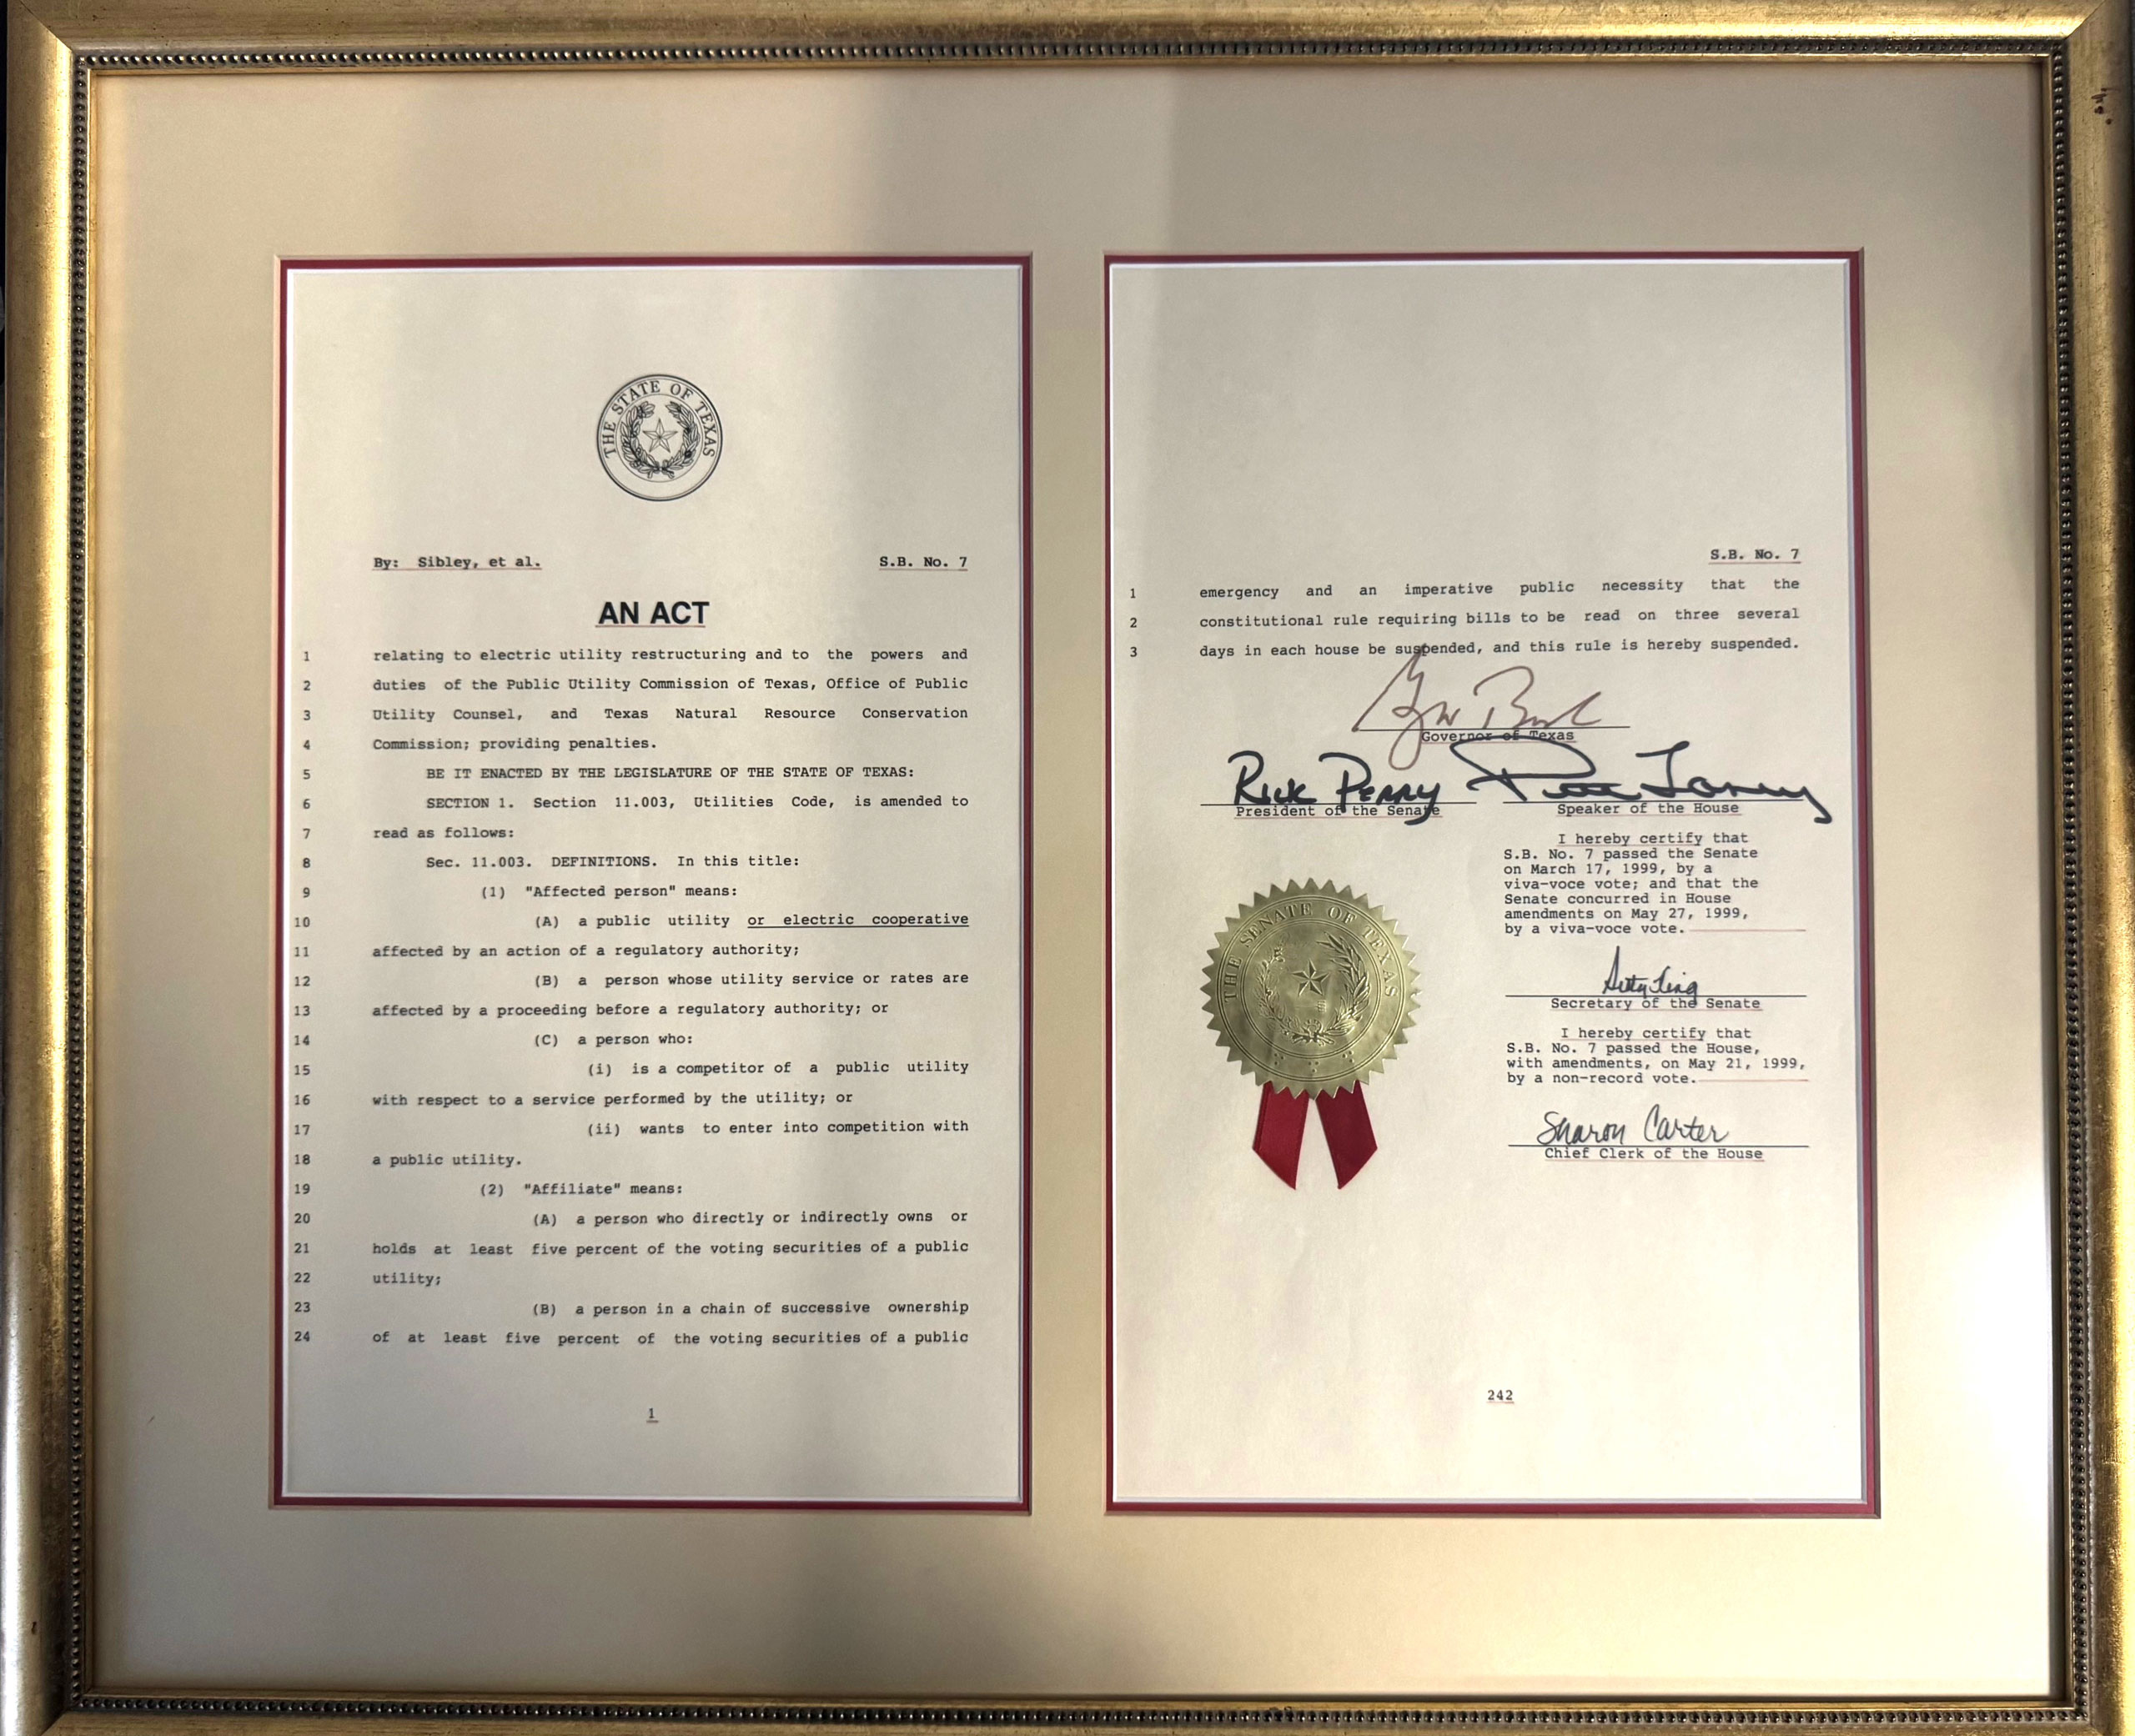 THE STATE OF TEXAS
By: Sibley, et al. S.B. No. 7
AN ACT
1 relating to electric utility restructuring and to the powers and
2 duties of the Public Utility Commission of Texas, Office of Public
3 Utility Counsel, and Texas Natural Resource Conservation
4 Commission; providing penalties.
5 BE IT ENACTED BY THE LEGISLATURE OF THE STATE OF TEXAS:
6 SECTION 1. Section 11.003, Utilities Code, is amended to
7 read as follows:
8 Sec. 11.003. DEFINITIONS. In this title:
9 (1) "Affected person" means:
10 (A) a public utility or electric cooperative
11 affected by an action of a regulatory authority;
12 (B) a person whose utility service or rates are
13 affected by a proceeding before a regulatory authority; or
14 (C) a person who:
15 (i) is a competitor of a public utility
16 with respect to a service performed by the utility; or
17 (ii) wants to enter into competition with
18 a public utility.
19 (2) "Affiliate" means:
20 (A) a person who directly or indirectly owns or
21 holds at least five percent of the voting securities of a public
22 utility;
23 (B) a person in a chain of successive ownership
24 of at least five percent of the voting securities of a public
1
S.B. No. 7
1 emergency and an imperative public necessity that the
2 constitutional rule requiring bills to be read on three several
3 days in each house be suspended, and this rule is hereby suspended.
Governor of Texas
Rick Perry
President of the Senate
Pete Laney
Speaker of the House
I hereby certify that
S.B. No. 7 passed the Senate
on March 17, 1999, by a
viva-voce vote; and that the
Senate concurred in House
amendments on May 27, 1999,
by a viva-voce vote.
THE SENATE OF TEXAS
Betty King
Secretary of the Senate
I hereby certify that
S.B. No. 7 passed the House,
with amendments, on May 21, 1999,
by a non-record vote.
Sharon Carter
Chief Clerk of the House
242